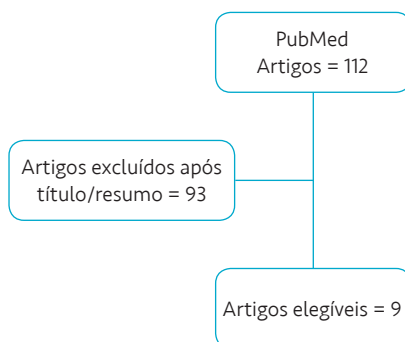 PubMed
Artigos = 112
Artigos excluídos após
título/resumo = 93
Artigos elegíveis = 9